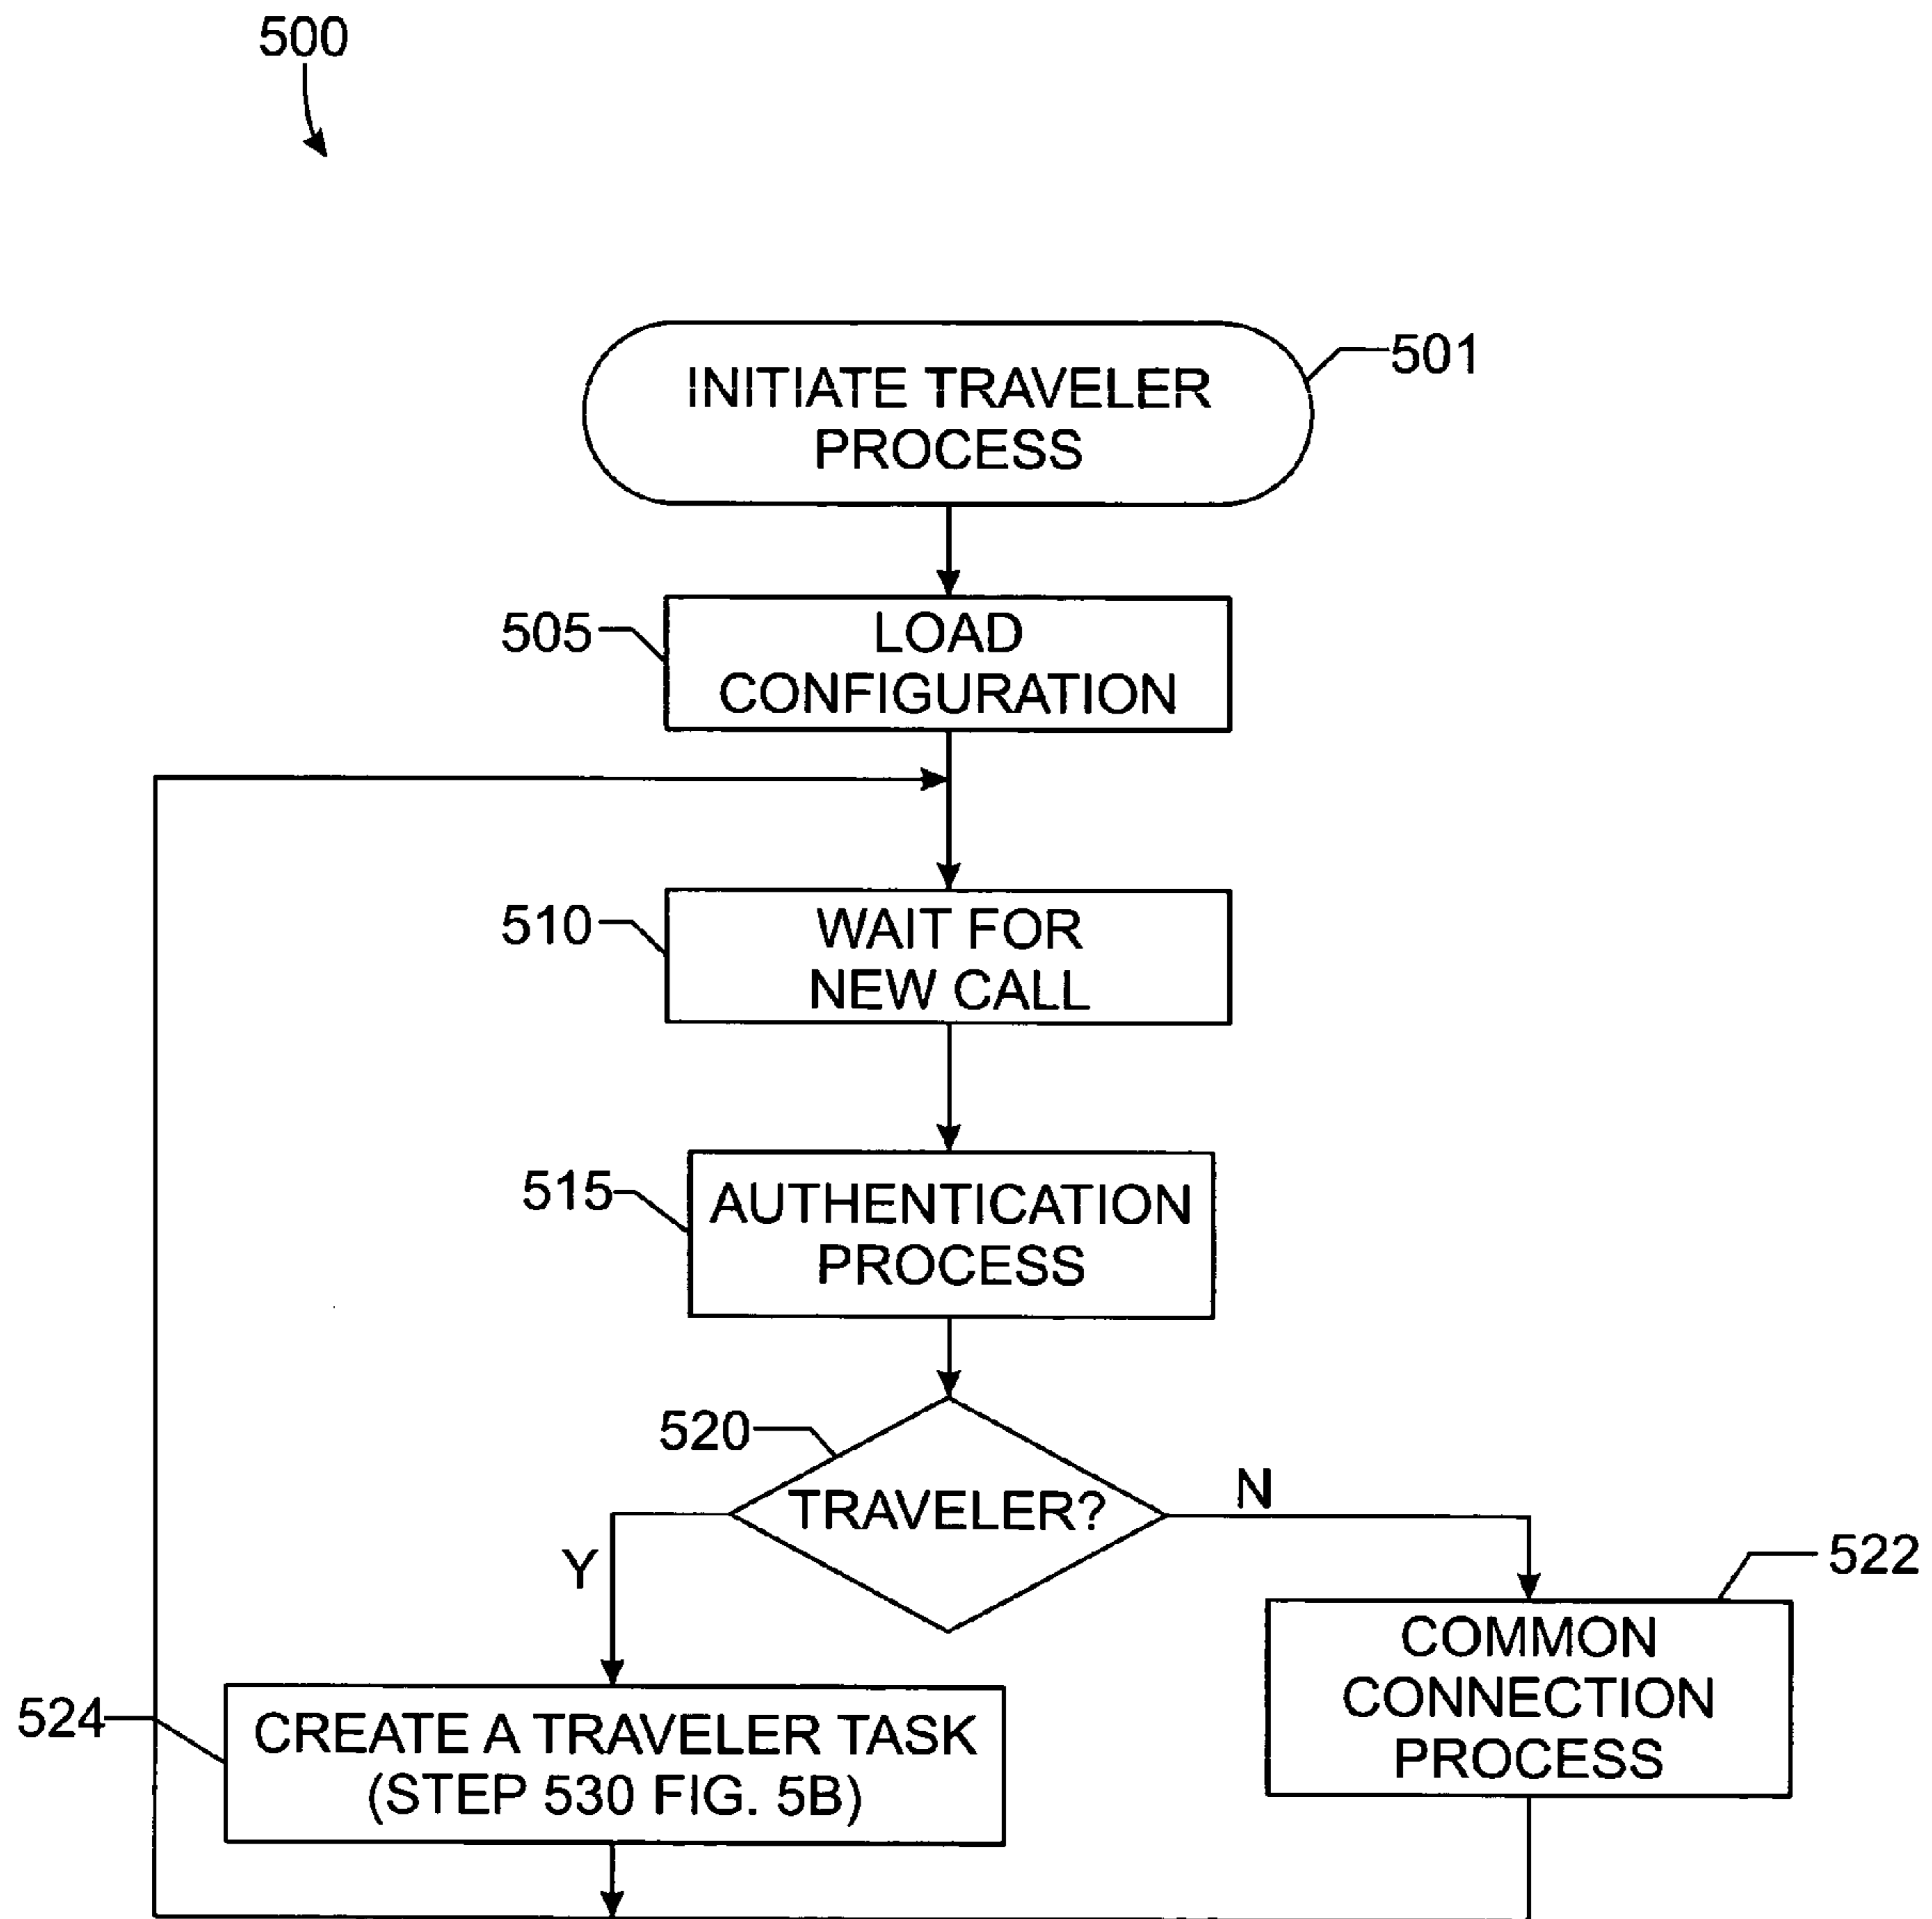 500
INITIATE TRAVELER
PROCESS
501
505
LOAD
CONFIGURATION
510
WAIT FOR
NEW CALL
515
AUTHENTICATION
PROCESS
520
TRAVELER?
N
Y
522
COMMON
CONNECTION
PROCESS
524
CREATE A TRAVELER TASK
(STEP 530 FIG. 5B)